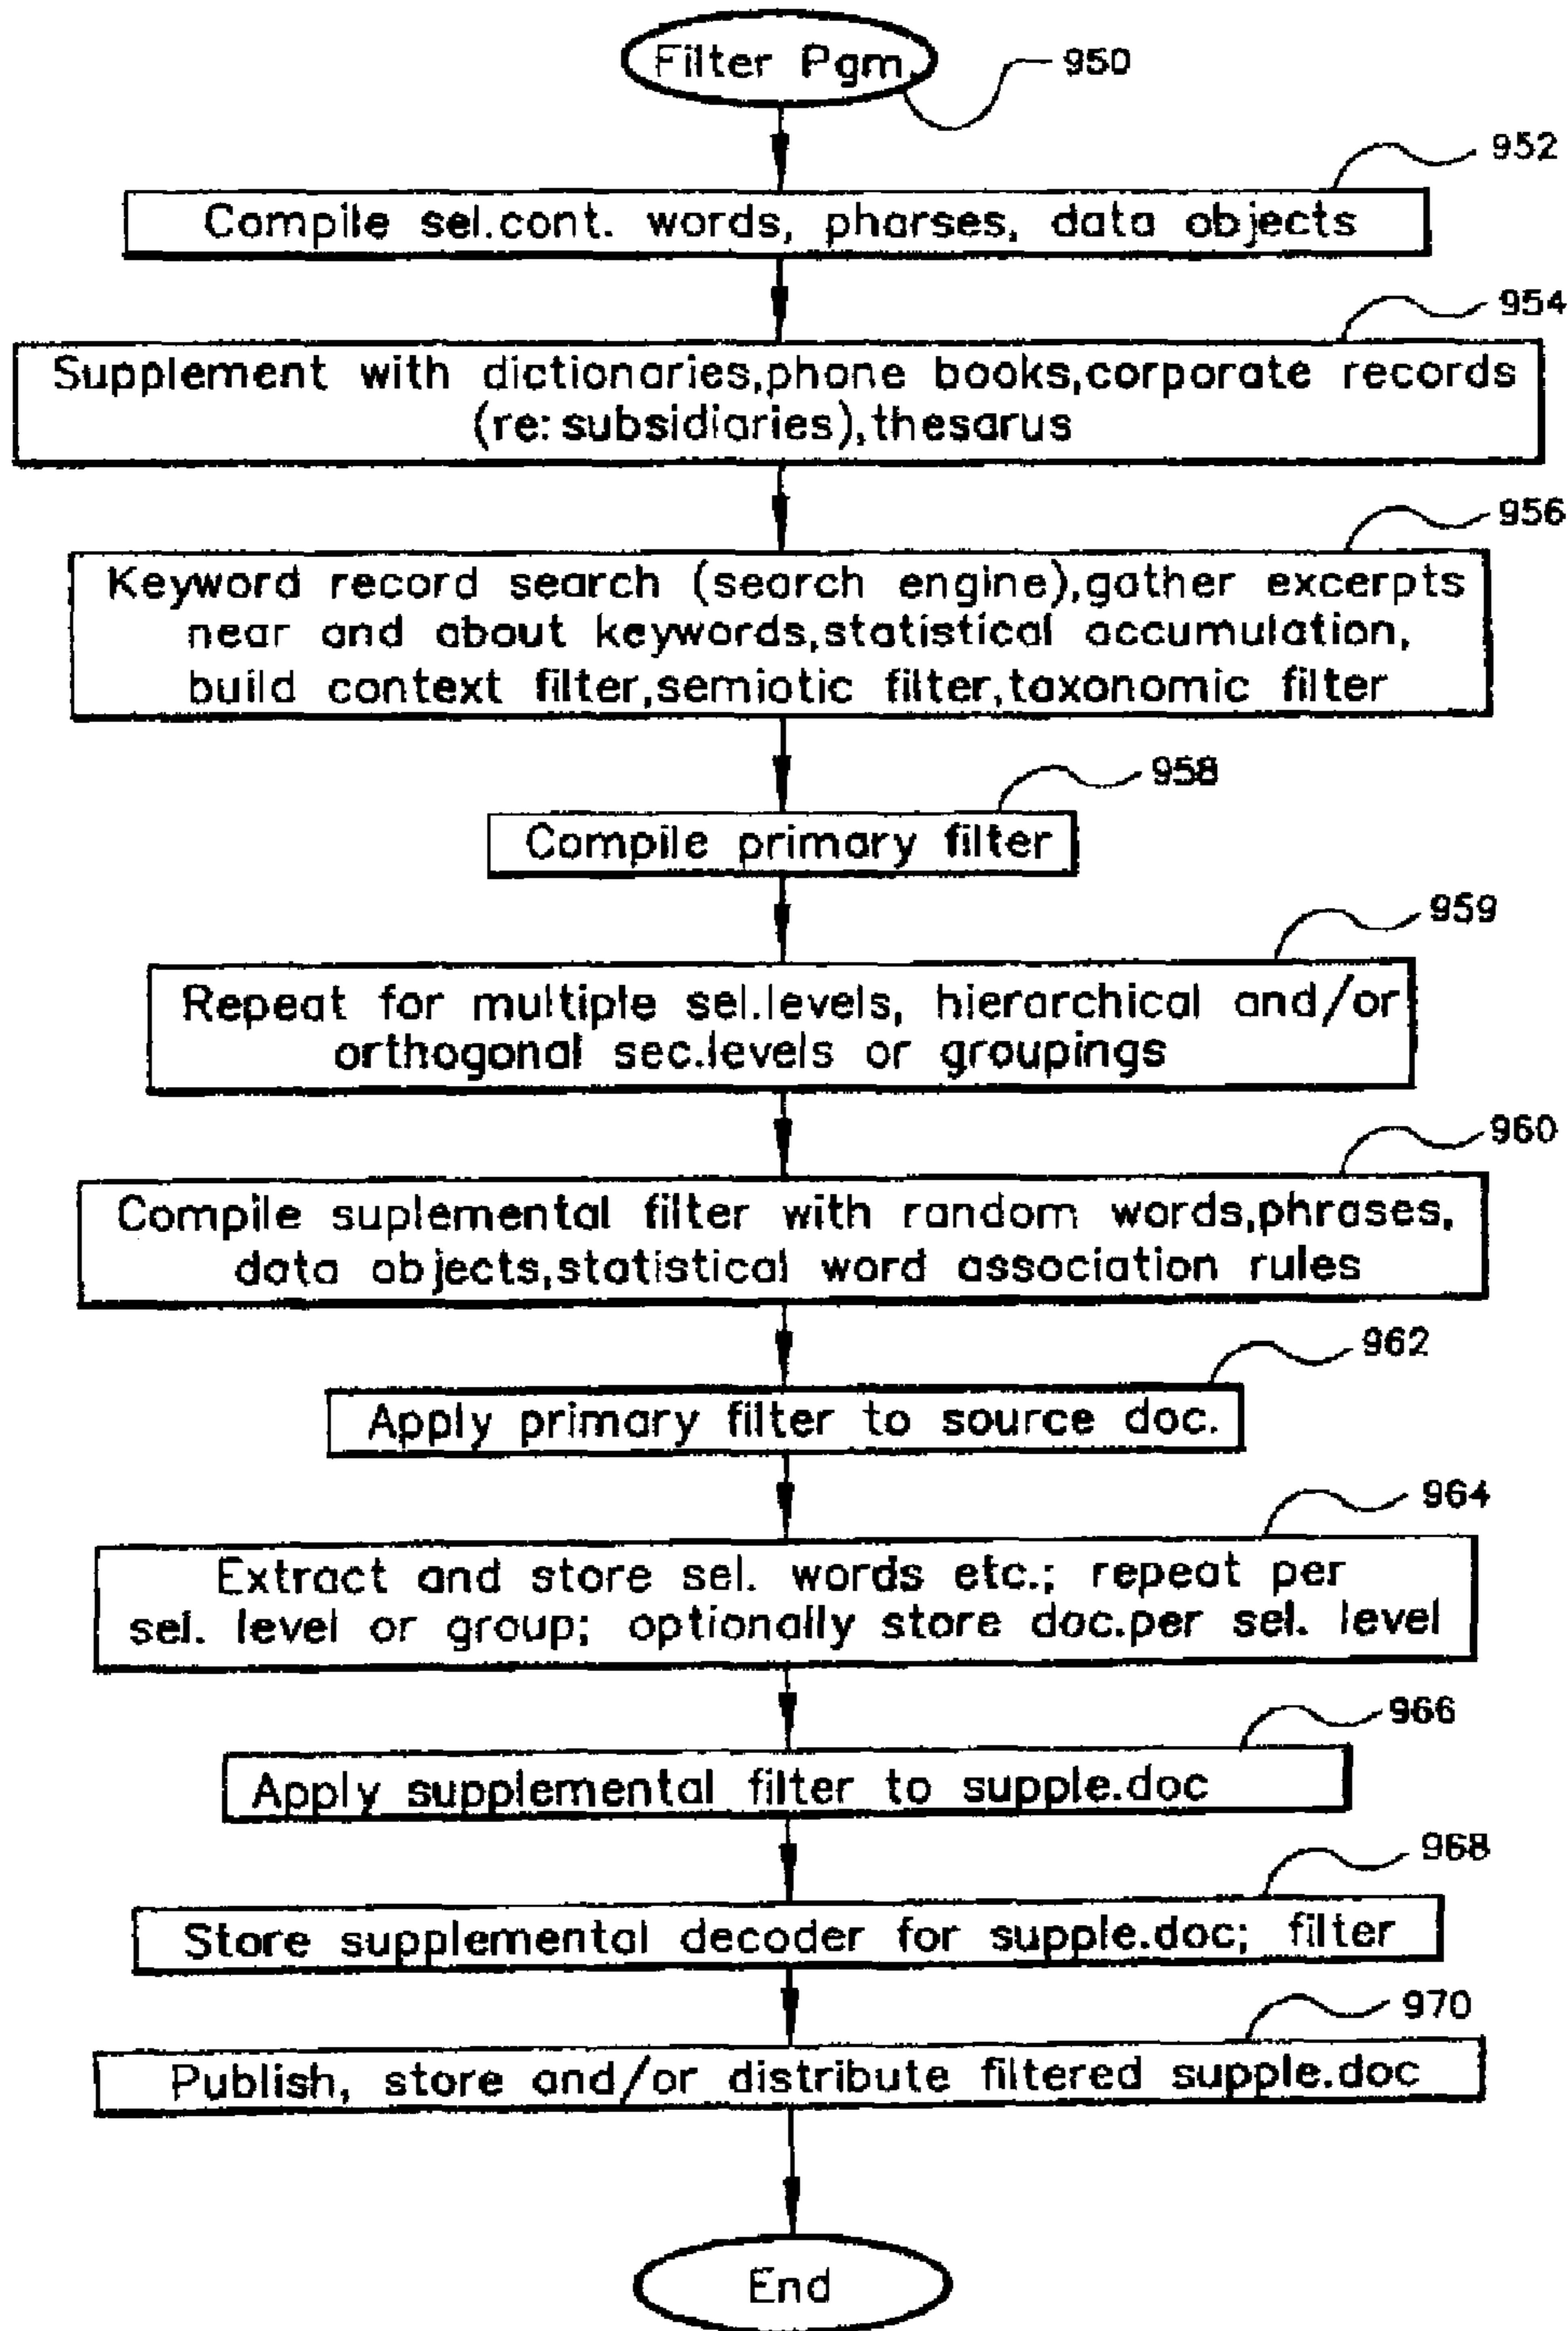 Filter Pgm.
950
952
Compile sel.cont. words, pharses, data objects
954
Supplement with dictionaries,phone books,corporate records
(re: subsidiaries),thesarus
956
Keyword record search (search engine),gather excerpts
near and about keywords,statistical accumulation,
build context filter,semiotic filter,taxonomic filter
958
Compile primary filter
959
Repeat for multiple sel.levels, hierarchical and/or
orthogonal sec.levels or groupings
960
Compile suplemental filter with random words,phrases,
data objects,statistical word association rules
962
Apply primary filter to source doc.
964
Extract and store sel. words etc.; repeat per
sel. level or group; optionally store doc.per sel. level
966
Apply supplemental filter to supple.doc
968
Store supplemental decoder for supple.doc; filter
970
Publish, store and/or distribute filtered supple.doc
End